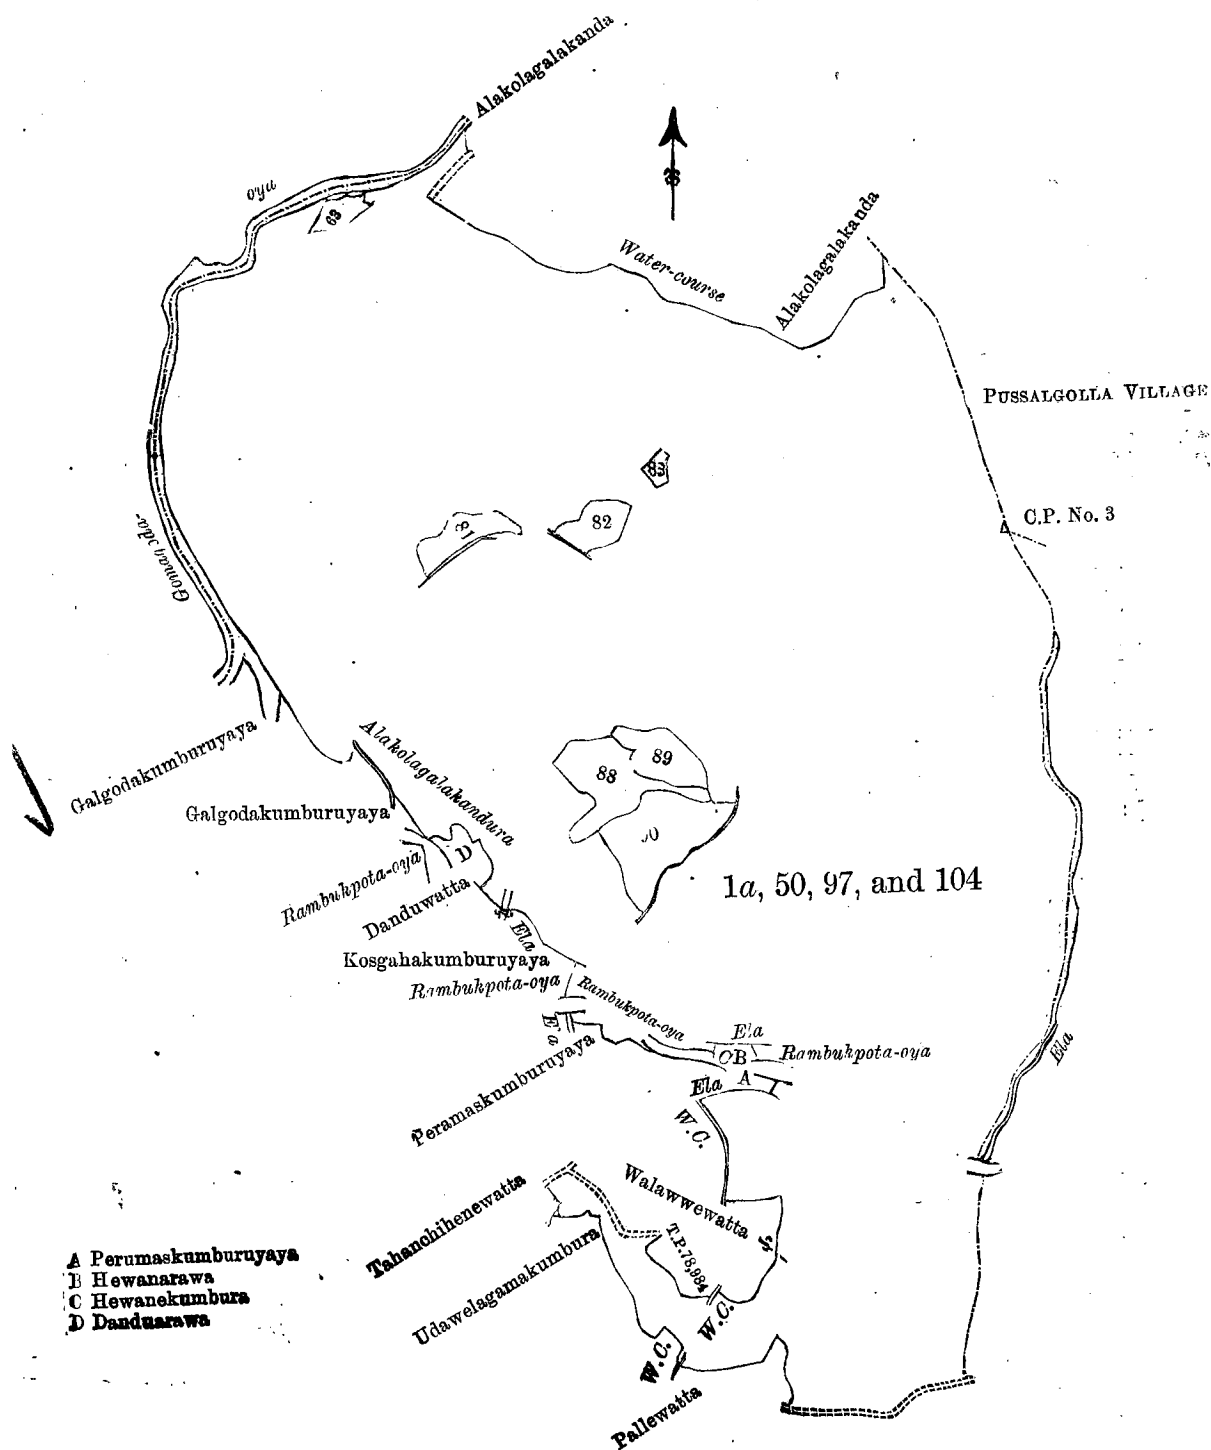 Alakolagalakanda
oya
63
Water-course
Alakolagalakanda
PUSSALGOLLA VILLAGE
83
81
82
C.P. No. 3
Galgodakumburuyaya
Alakolagalakandura
Galgodakumburuyaya
88
89
D
Rambukpota-oya
Danduwatta
1a, 50, 97, and 104
Ela
Kosgahakumburuyaya
Rambukpota-oya
Rambukpota-oya
Ela
Ela
CB
Rambukpota-oya
Peramaskumburuyaya
Ela
A
Ela
W.C.
Tahanchihenewatta
Walawwewatta
T.P.78,984
Udawelagamakumbura
W.C.
W.C.
Pallewatta
A Perumaskumburuyaya
B Hewanarawa
C Hewanekumbura
D Danduarawa